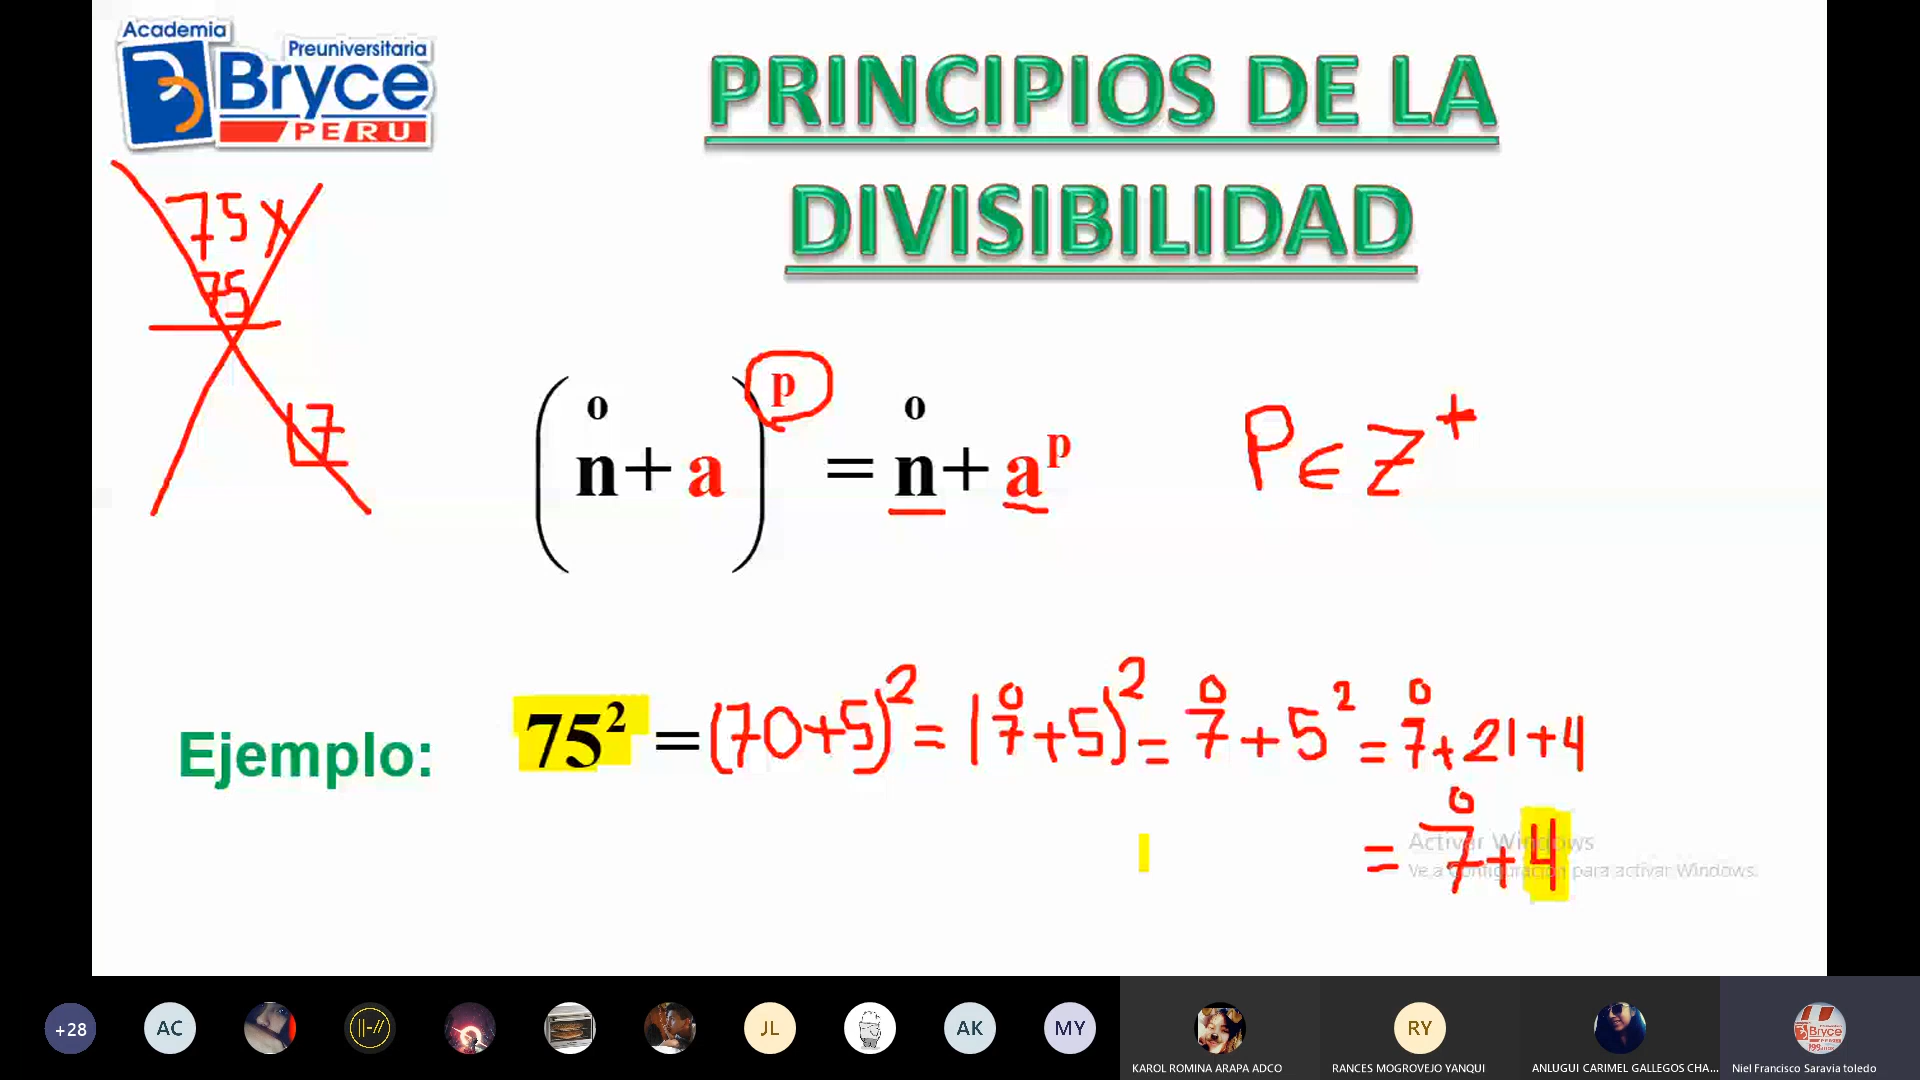 Academia
Preuniversitaria
Bryce
PERU
PRINCIPIOS DE LA
DIVISIBILIDAD
75 x
75
17
(n̊ + a)ᵖ = n̊ + aᵖ
P ∈ Z⁺
Ejemplo: 75² = (70+5)² = (7̊+5)² = 7̊ + 5² = 7̊ + 21 + 4
= 7̊ + 4
Activar Windows
Ve a Configuración para activar Windows.
+28
AC
JL
AK
MY
RY
Bryce
KAROL ROMINA ARAPA ADCO
RANCES MOGROVEJO YANQUI
ANLUGUI CARIMEL GALLEGOS CHA...
Niel Francisco Saravia toledo